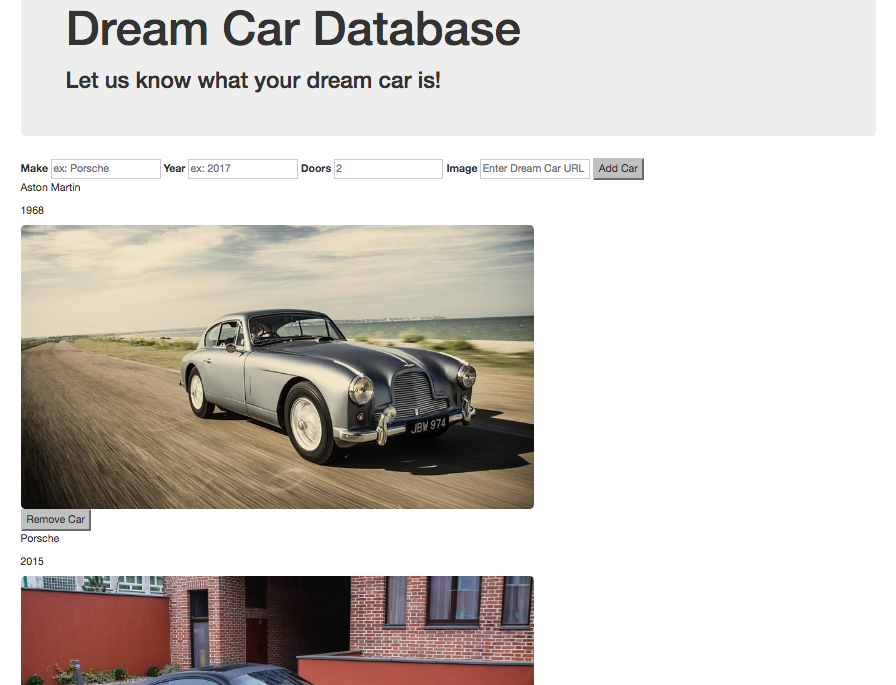 Dream Car Database
Let us know what your dream car is!
Make ex: Porsche Year ex: 2017 Doors 2 Image Enter Dream Car URL Add Car
Aston Martin
1968
JBW 974
Remove Car
Porsche
2015